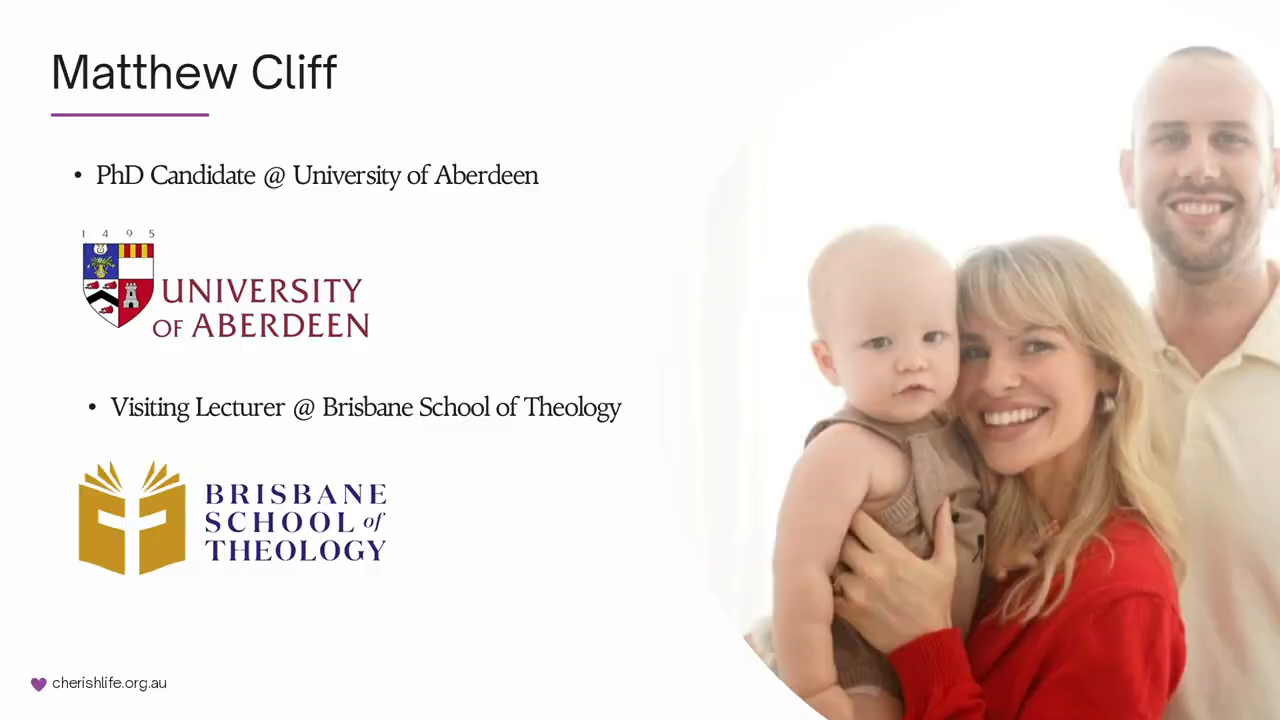 Matthew Cliff
• PhD Candidate @ University of Aberdeen
1 4 9 5
UNIVERSITY
OF ABERDEEN
• Visiting Lecturer @ Brisbane School of Theology
BRISBANE
SCHOOL of
THEOLOGY
cherishlife.org.au